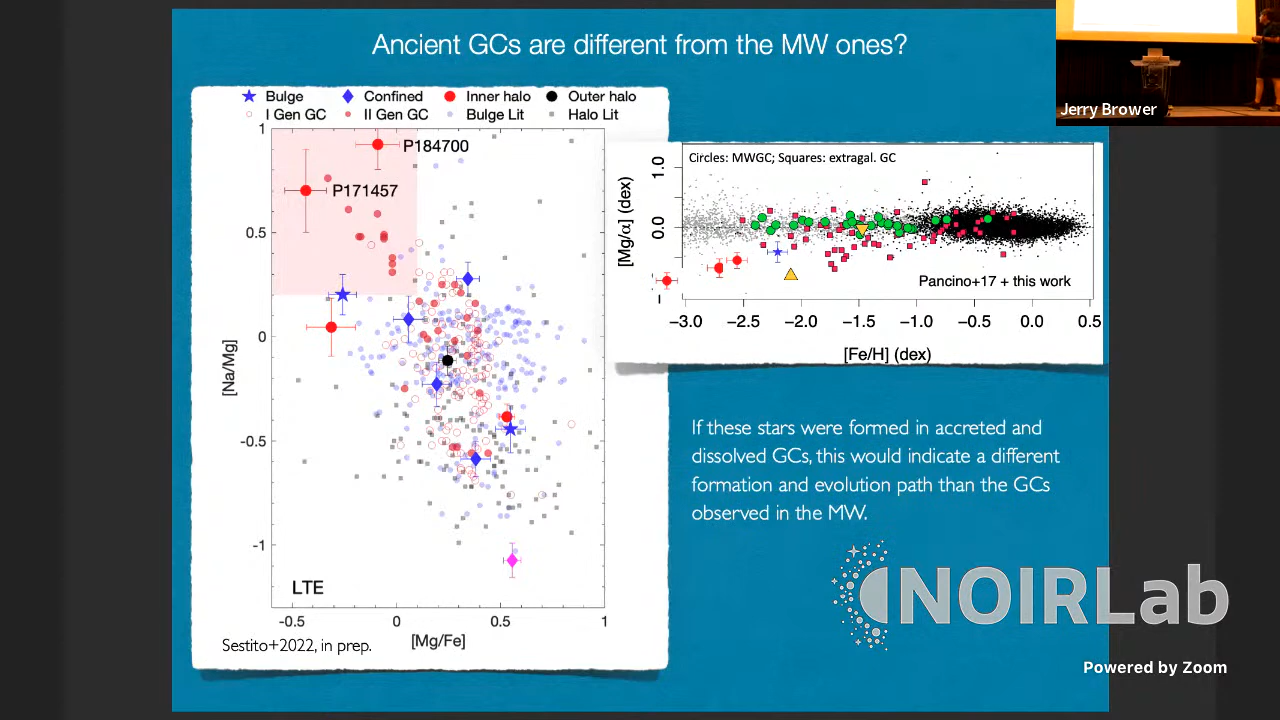 Ancient GCs are different from the MW ones?
Jerry Brower
Bulge Confined Inner halo Outer halo
I Gen GC II Gen GC Bulge Lit Halo Lit
1
0.5
0
-0.5
-1
[Na/Mg]
P184700
P171457
LTE
-0.5 0 0.5 1
[Mg/Fe]
Sestito+2022, in prep.
Circles: MWGC; Squares: extragal. GC
1.0
0.0
[Mg/α] (dex)
Pancino+17 + this work
−3.0 −2.5 −2.0 −1.5 −1.0 −0.5 0.0 0.5
[Fe/H] (dex)
If these stars were formed in accreted and
dissolved GCs, this would indicate a different
formation and evolution path than the GCs
observed in the MW.
NOIRLab
Powered by Zoom